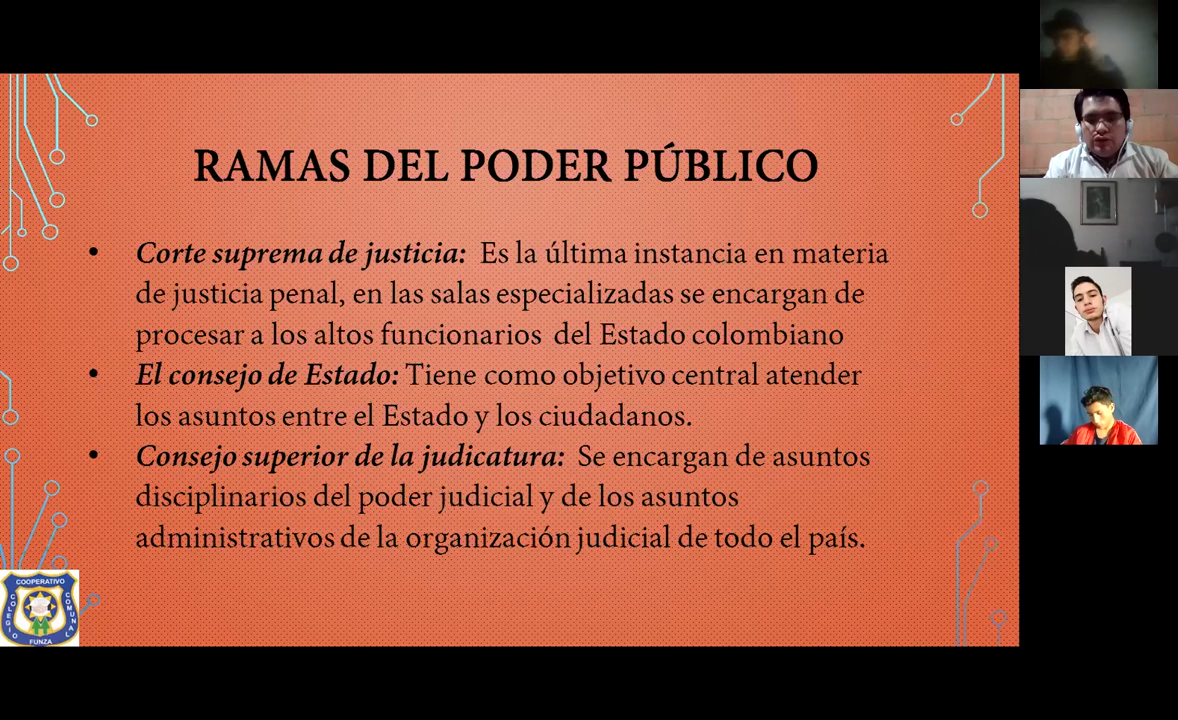 RAMAS DEL PODER PÚBLICO
• Corte suprema de justicia: Es la última instancia en materia
de justicia penal, en las salas especializadas se encargan de
procesar a los altos funcionarios del Estado colombiano
• El consejo de Estado: Tiene como objetivo central atender
los asuntos entre el Estado y los ciudadanos.
• Consejo superior de la judicatura: Se encargan de asuntos
disciplinarios del poder judicial y de los asuntos
administrativos de la organización judicial de todo el país.
COOPERATIVO
COLEGIO
COMUNAL
FUNZA